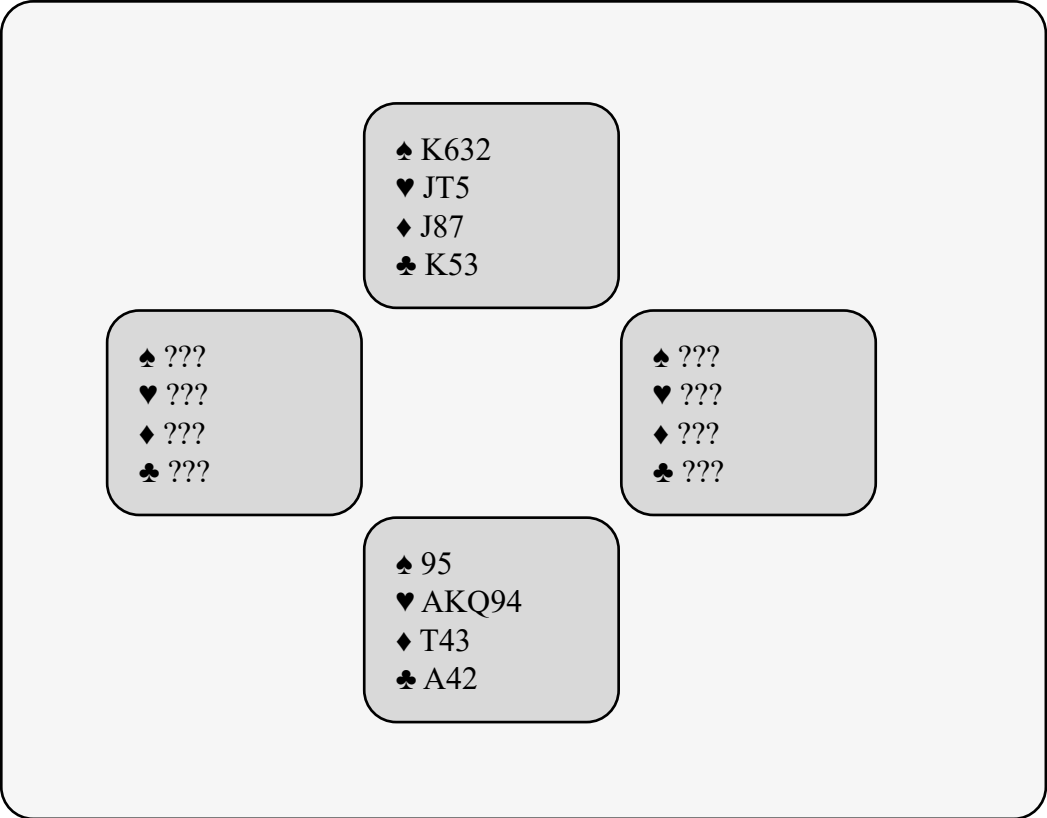 ♠ K632
♥ JT5
♦ J87
♣ K53
♠ ???
♥ ???
♦ ???
♣ ???
♠ ???
♥ ???
♦ ???
♣ ???
♠ 95
♥ AKQ94
♦ T43
♣ A42